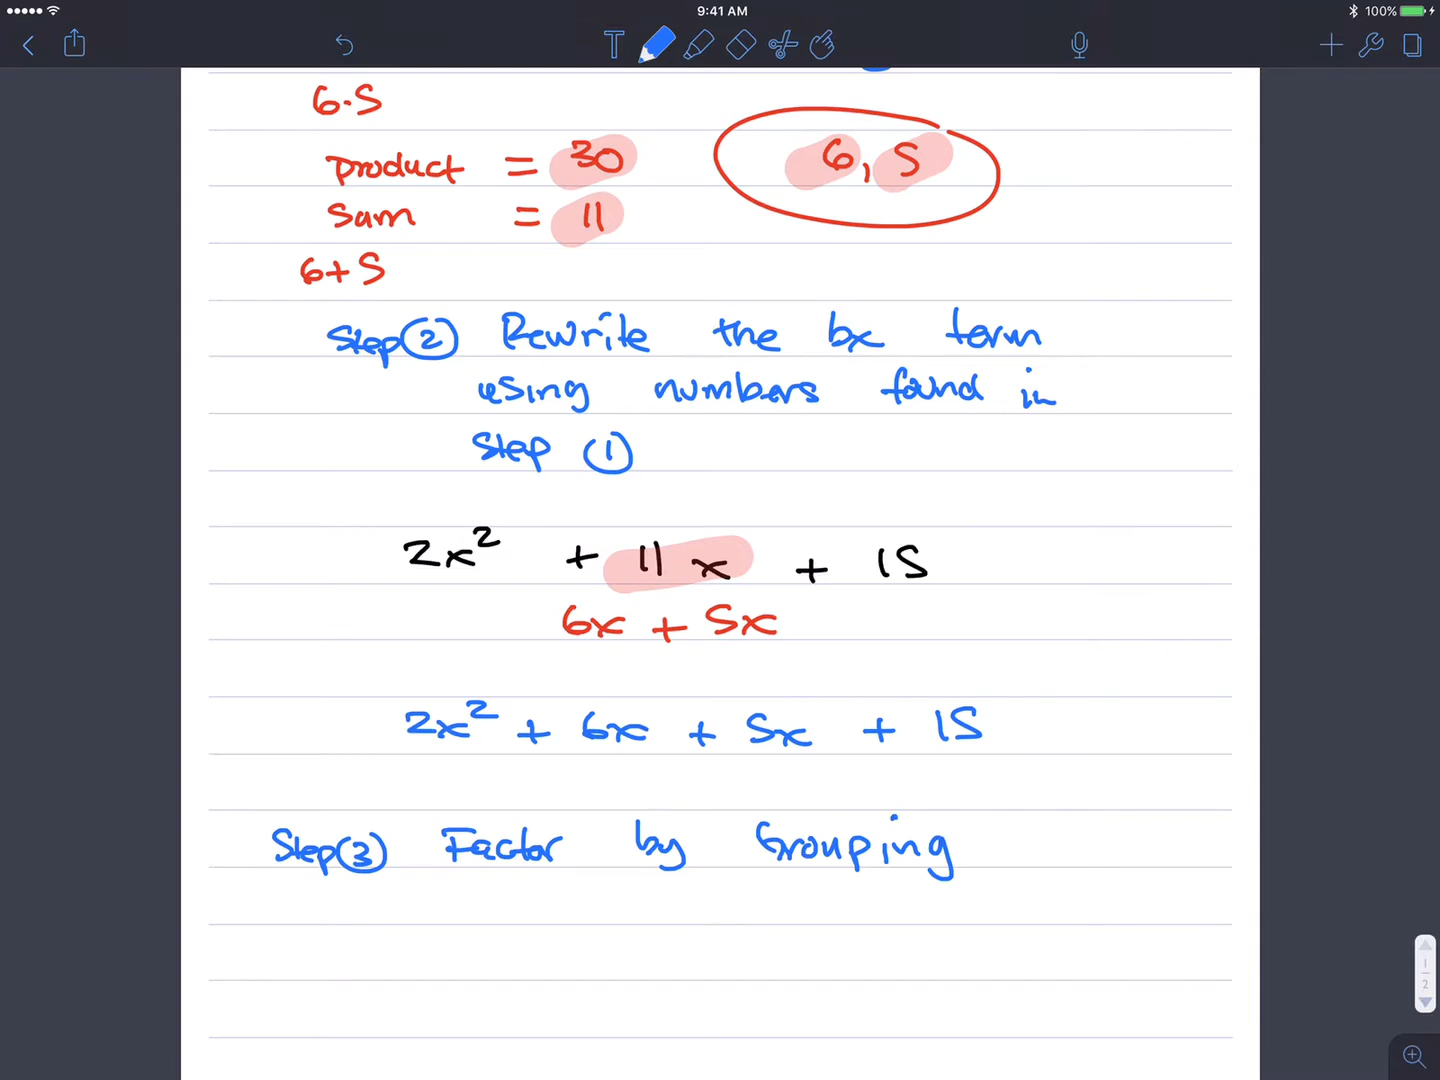 9:41 AM
100%
6·5
product = 30
6, 5
Sum = 11
6+5
Step ② Rewrite the bx term
using numbers found in
Step ①
2x² + 11x + 15
6x + 5x
2x² + 6x + 5x + 15
Step ③ Factor by Grouping
1
2